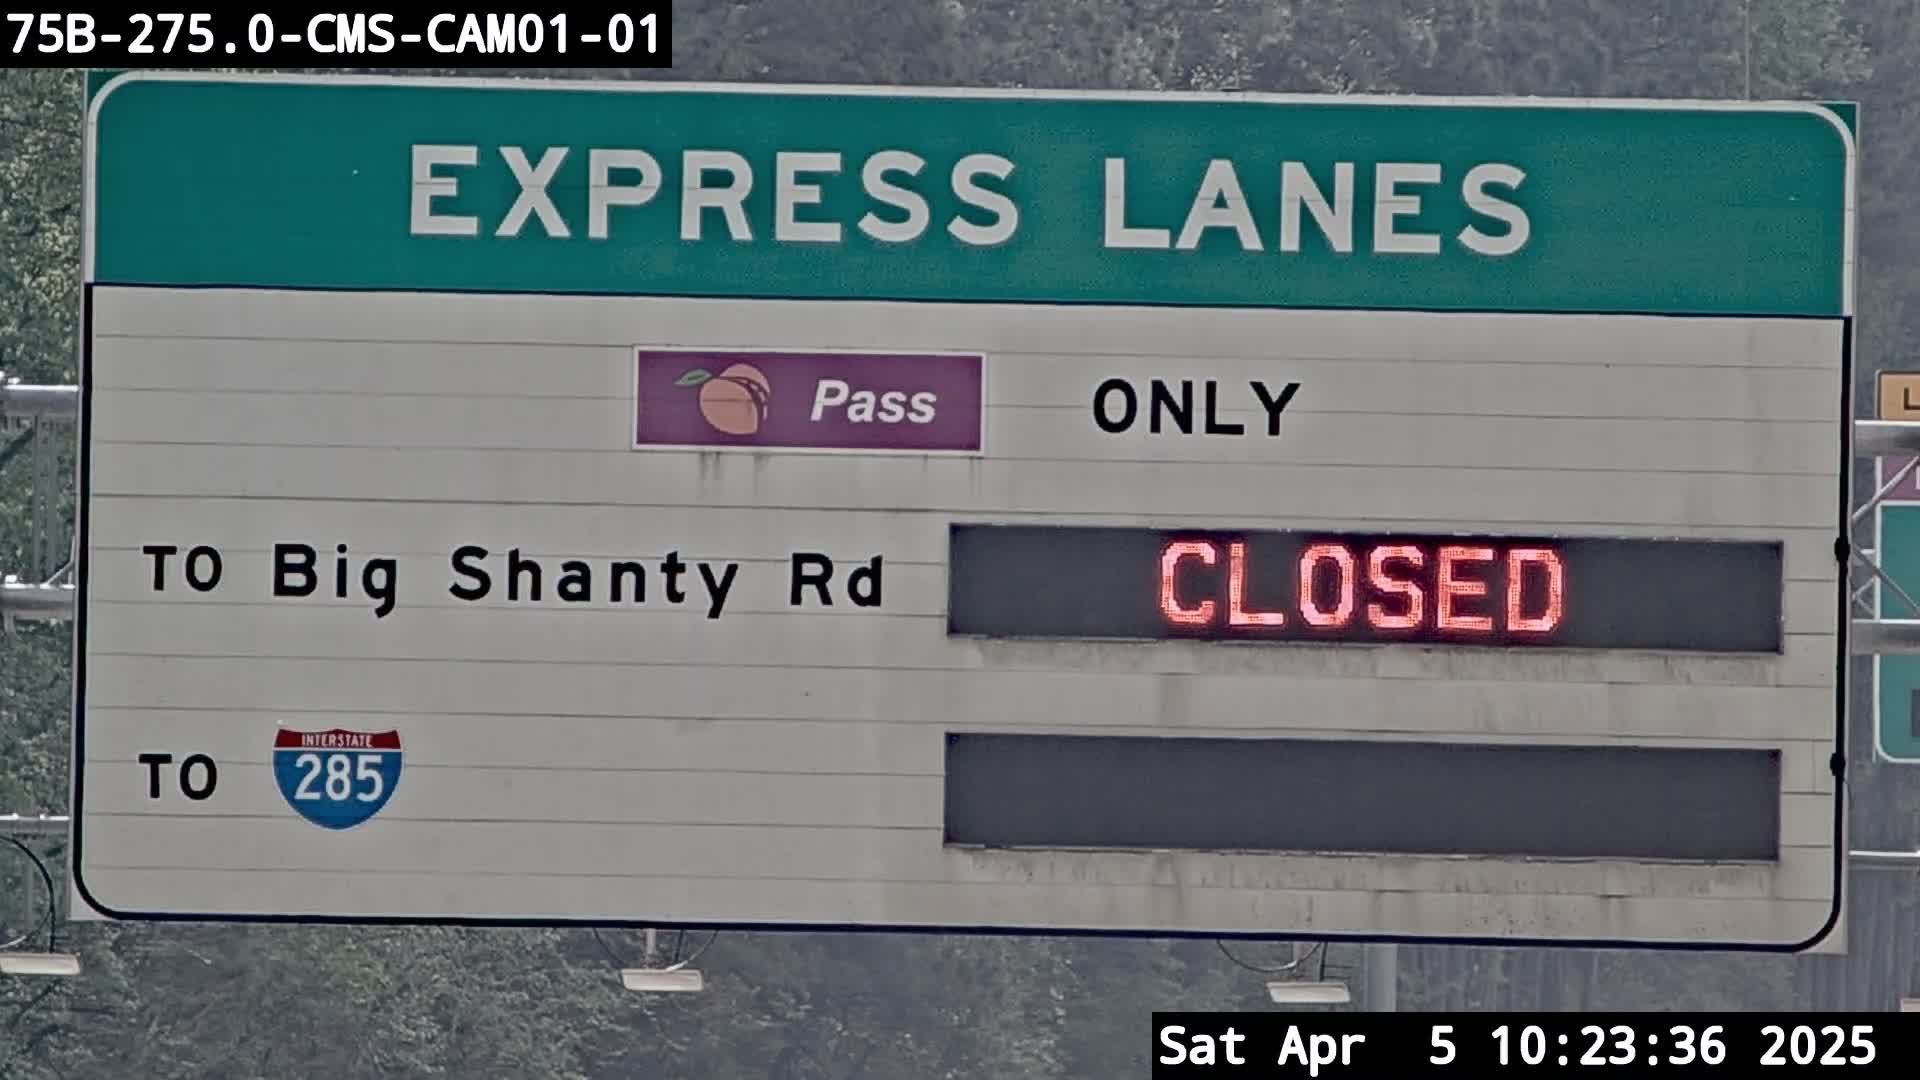 75B-275.0-CMS-CAM01-01
EXPRESS LANES
Pass ONLY
TO Big Shanty Rd CLOSED
TO INTERSTATE 285
Sat Apr 5 10:23:36 2025